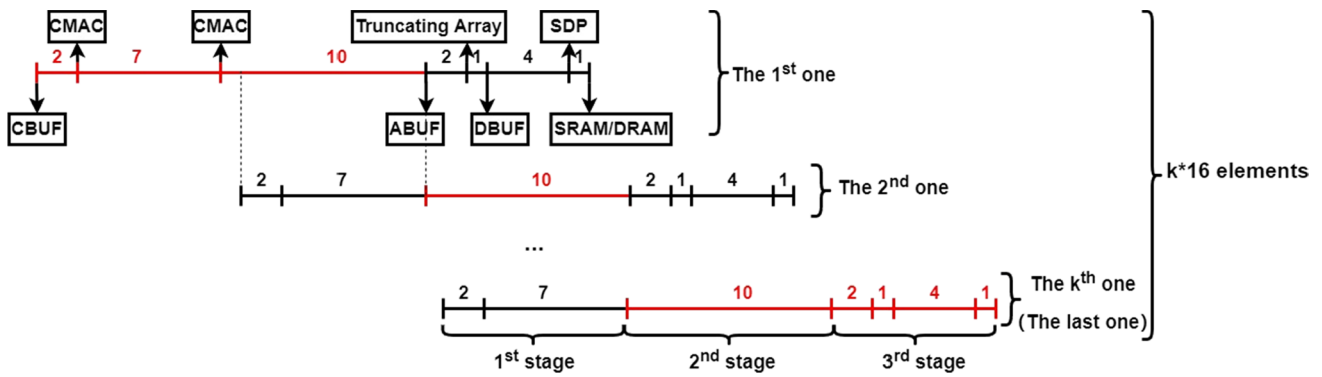 CMAC CMAC Truncating Array SDP
2 7 10 2 1 4 1
The 1st one
CBUF ABUF DBUF SRAM/DRAM
2 7 10 2 1 4 1
The 2nd one
k*16 elements
...
2 7 10 2 1 4 1
The kth one
(The last one)
1st stage 2nd stage 3rd stage